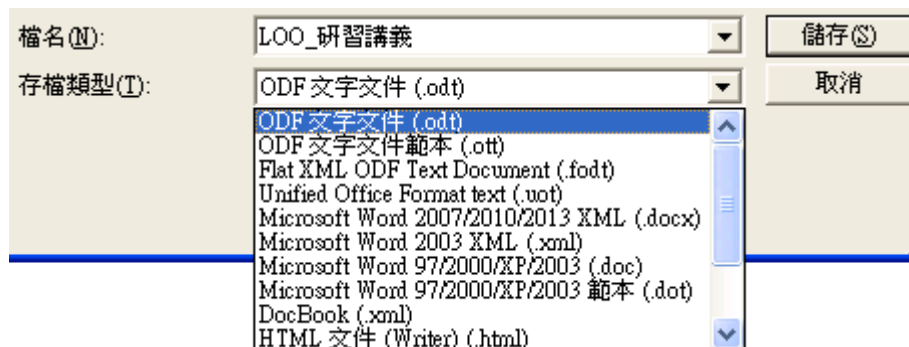 檔名(N): LOO_研習講義 儲存(S)
存檔類型(T): ODF 文字文件 (.odt) 取消
ODF 文字文件 (.odt)
ODF 文字文件範本 (.ott)
Flat XML ODF Text Document (.fodt)
Unified Office Format text (.uot)
Microsoft Word 2007/2010/2013 XML (.docx)
Microsoft Word 2003 XML (.xml)
Microsoft Word 97/2000/XP/2003 (.doc)
Microsoft Word 97/2000/XP/2003 範本 (.dot)
DocBook (.xml)
HTML 文件 (Writer) (.html)